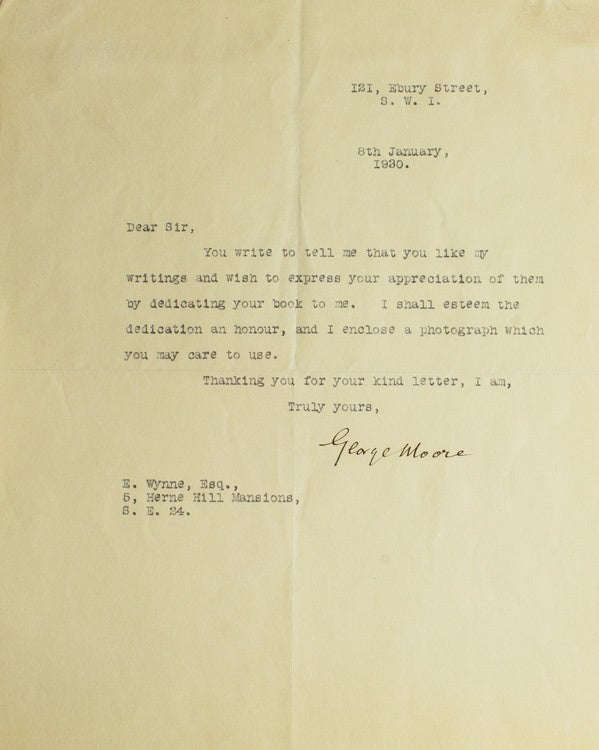 121, Ebury Street,
S. W. I.
8th January,
1930.
Dear Sir,
You write to tell me that you like my
writings and wish to express your appreciation of them
by dedicating your book to me. I shall esteem the
dedication an honour, and I enclose a photograph which
you may care to use.
Thanking you for your kind letter, I am,
Truly yours,
George Moore
E. Wynne, Esq.,
5, Herne Hill Mansions,
S. E. 24.